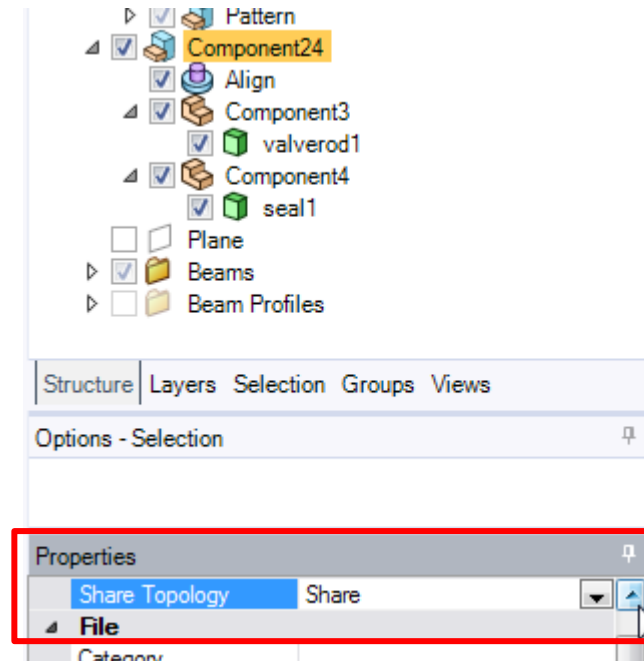 Pattern
Component24
Align
Component3
valverod1
Component4
seal1
Plane
Beams
Beam Profiles
Structure Layers Selection Groups Views
Options - Selection
Properties
Share Topology Share
File
Category